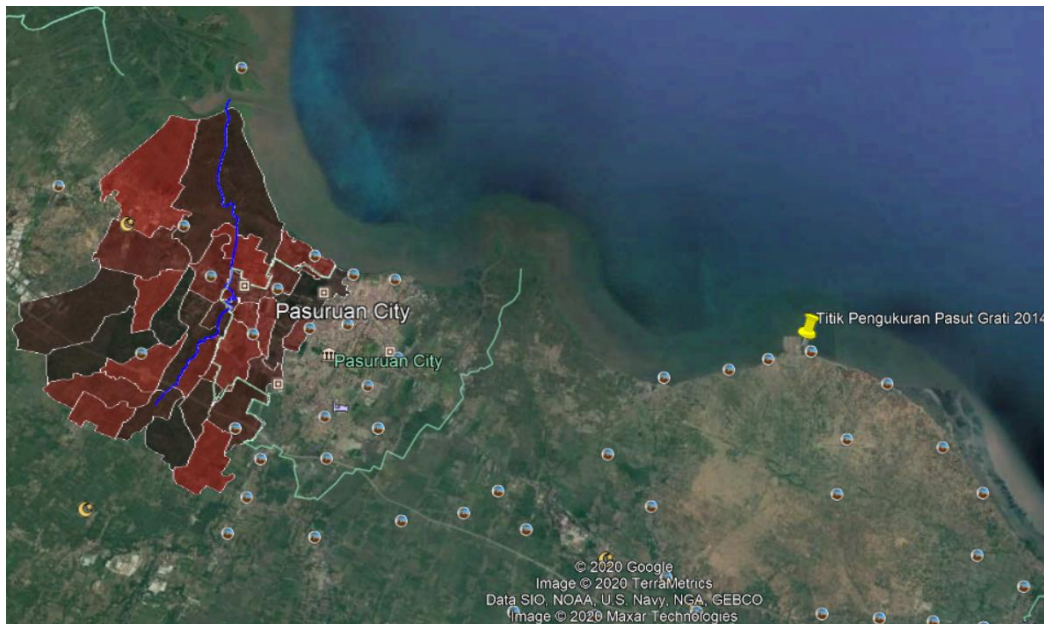 Titik Pengukuran Pasut Grati 2014
Pasuruan City
Pasuruan City
© 2020 Google
Image © 2020 TerraMetrics
Data SIO, NOAA, U.S. Navy, NGA, GEBCO
Image © 2020 Maxar Technologies